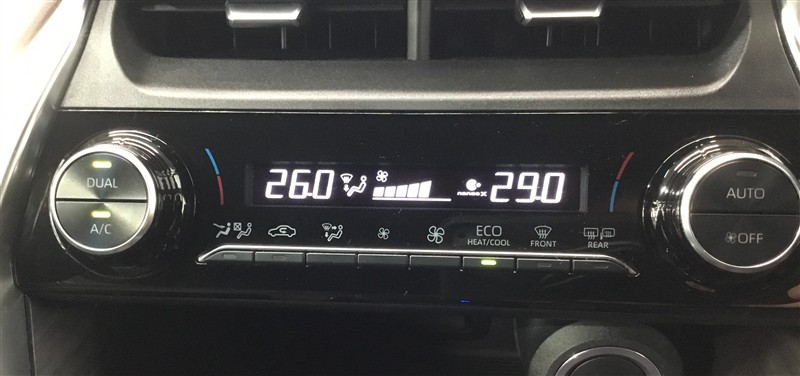 DUAL
A/C
26.0
nanoe X
29.0
ECO
HEAT/COOL
FRONT
REAR
AUTO
OFF